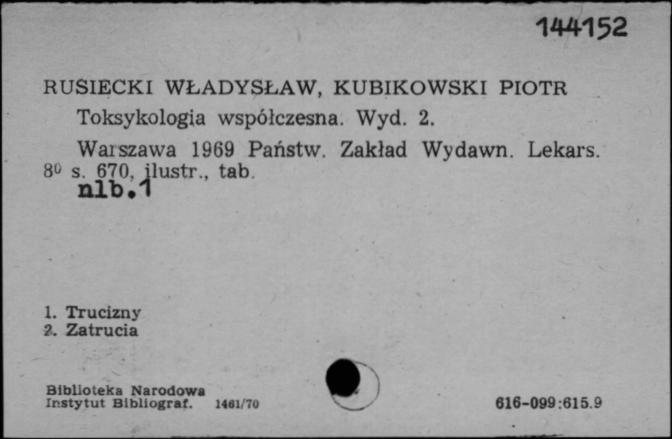 144152
RUSIECKI WŁADYSŁAW, KUBIKOWSKI PIOTR
Toksykologia współczesna. Wyd. 2.
Warszawa 1969 Państw. Zakład Wydawn. Lekars.
8⁰ s. 670, ilustr., tab.
nlb.1
1. Trucizny
2. Zatrucia
Biblioteka Narodowa
Instytut Bibliograf. 1461/70
616-099:615.9